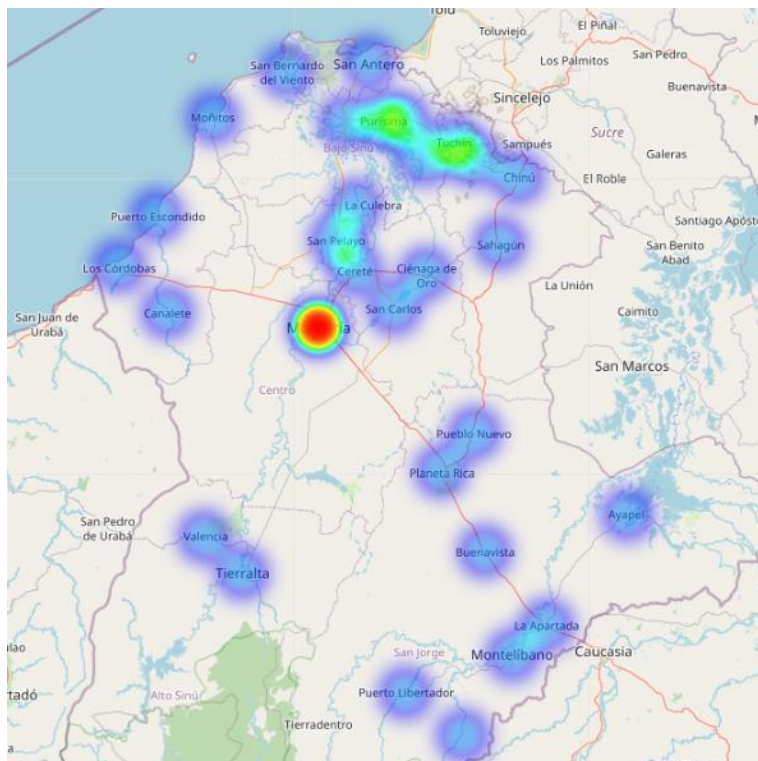 Tolú
El Piñal
Toluviejo
San Pedro
San Bernardo
del Viento
San Antero
Los Palmitos
Buenavista
Sincelejo
Moñitos
Purísima
Sucre
Tuchín
Sampués
Bajo Sinú
Galeras
Chinú
El Roble
La Culebra
Puerto Escondido
Santiago Apóst
San Pelayo
Sahagún
San Benito
Abad
Los Córdobas
Cereté
Ciénaga de
Oro
La Unión
San Carlos
Canalete
Caimito
San Juan de
Urabá
San Marcos
Centro
Pueblo Nuevo
Planeta Rica
San Pedro
de Urabá
Ayapel
Valencia
Buenavista
Tierralta
La Apartada
San Jorge
Montelíbano
Caucasia
Alto Sinú
Puerto Libertador
Tierradentro